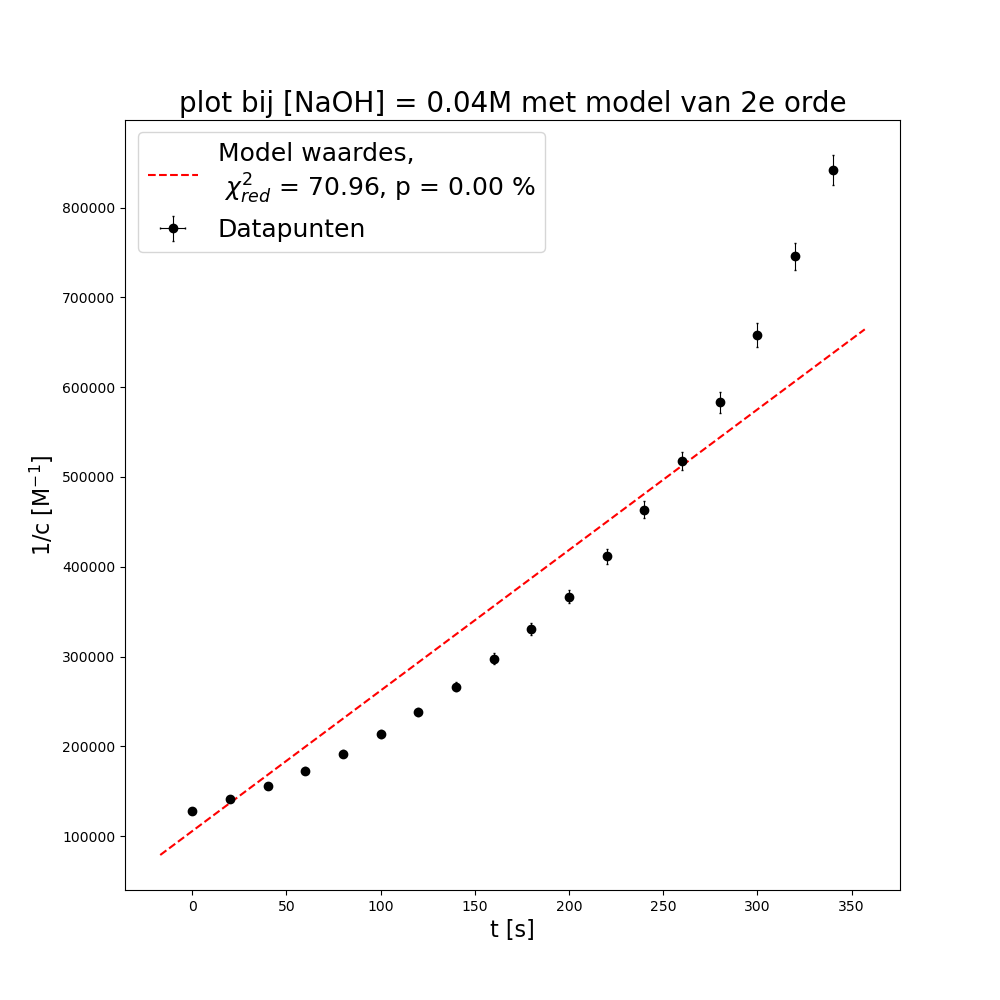 plot bij [NaOH] = 0.04M met model van 2e orde
Model waardes,
χ²_red = 70.96, p = 0.00 %
Datapunten
800000
700000
600000
500000
400000
300000
200000
100000
1/c [M⁻¹]
0 50 100 150 200 250 300 350
t [s]